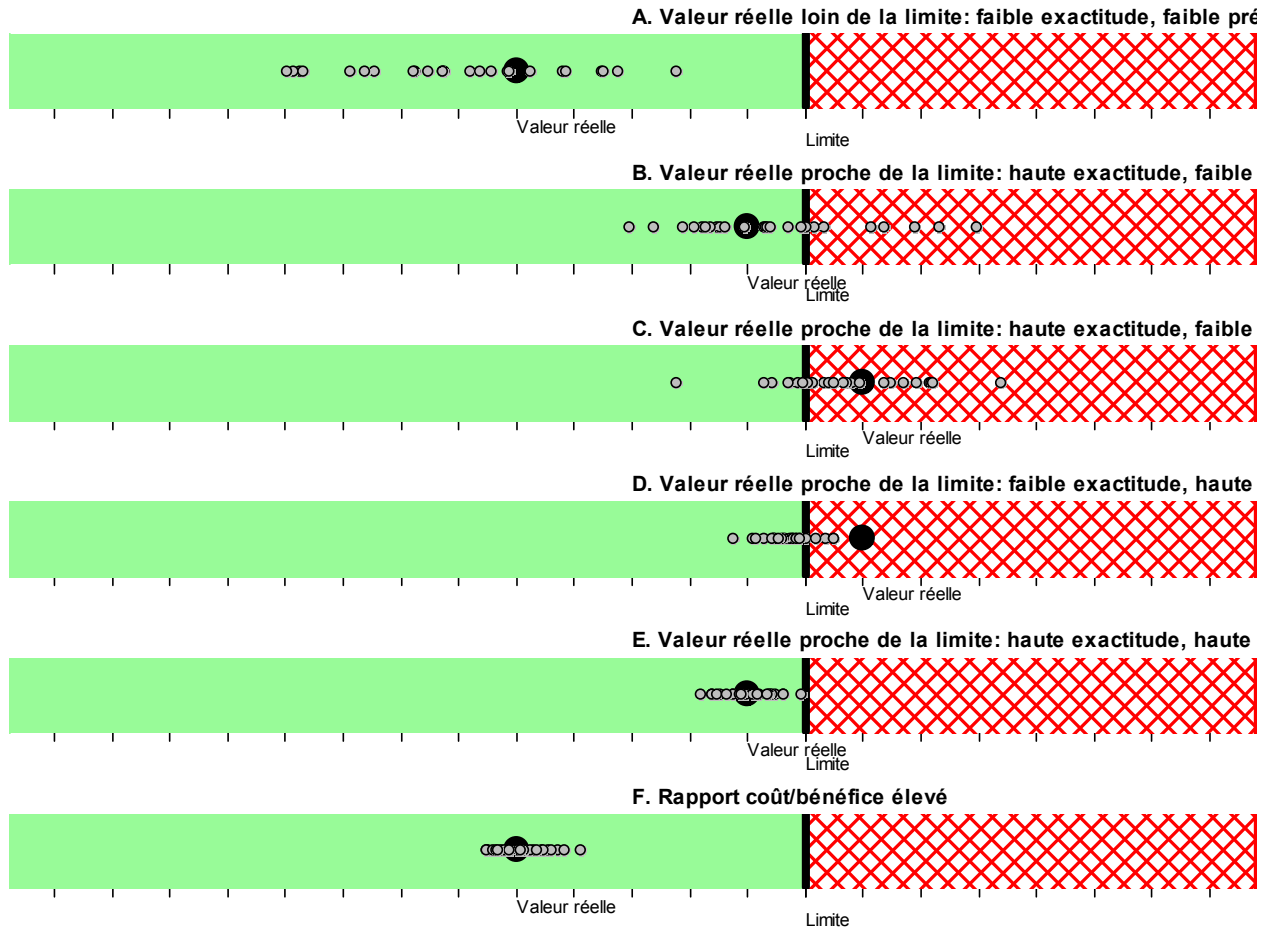 A. Valeur réelle loin de la limite: faible exactitude, faible pré
Valeur réelle
Limite
B. Valeur réelle proche de la limite: haute exactitude, faible
Valeur réelle
Limite
C. Valeur réelle proche de la limite: haute exactitude, faible
Valeur réelle
Limite
D. Valeur réelle proche de la limite: faible exactitude, haute
Valeur réelle
Limite
E. Valeur réelle proche de la limite: haute exactitude, haute
Valeur réelle
Limite
F. Rapport coût/bénéfice élevé
Valeur réelle
Limite